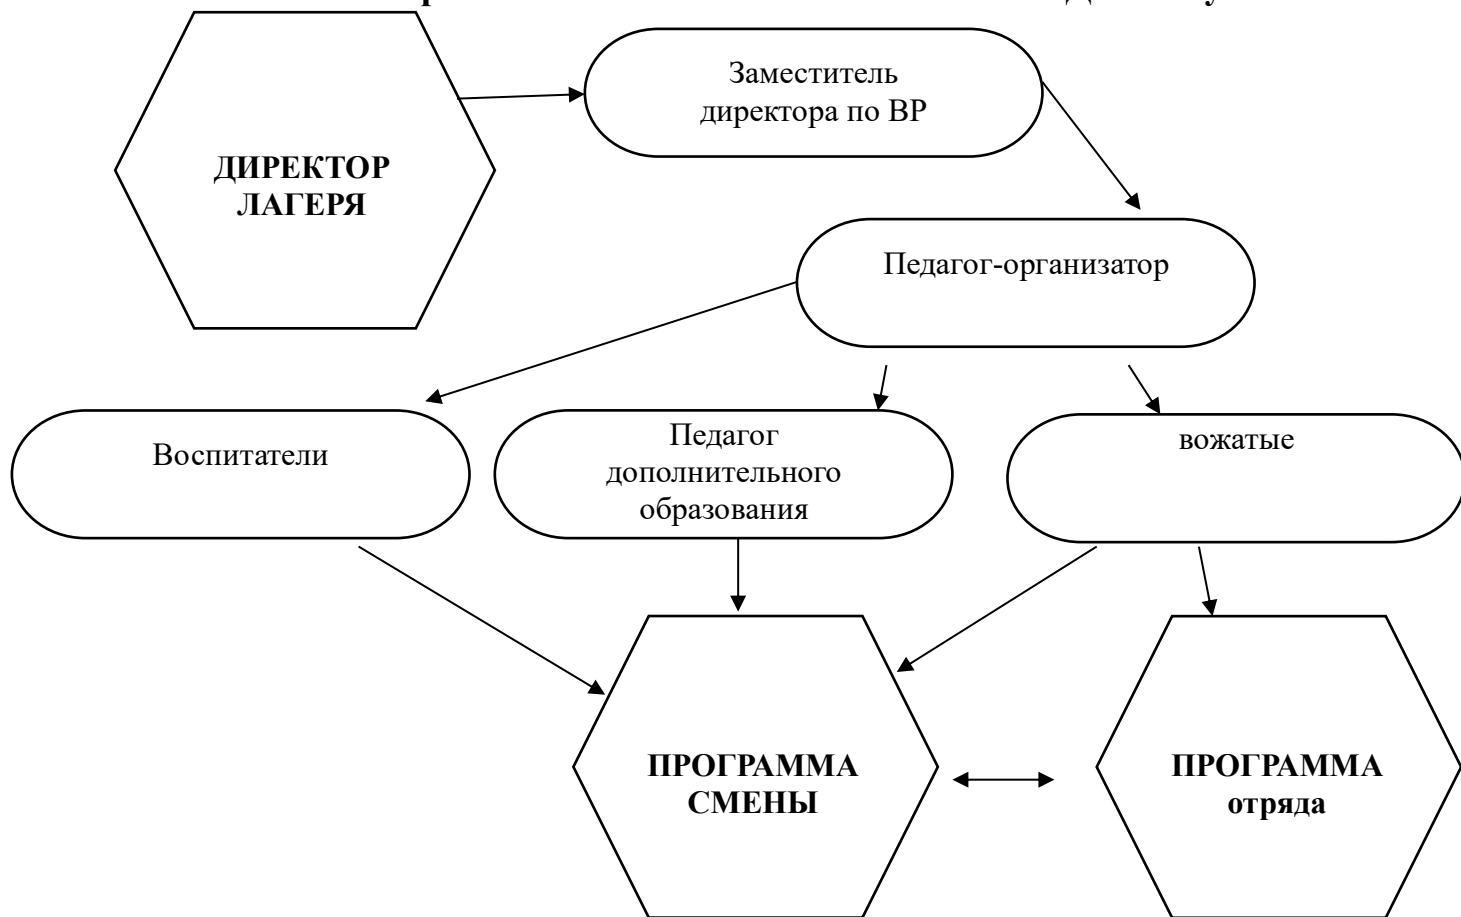 Заместитель
директора по ВР
ДИРЕКТОР
ЛАГЕРЯ
Педагог-организатор
Воспитатели
Педагог
дополнительного
образования
вожатые
ПРОГРАММА
СМЕНЫ
ПРОГРАММА
отряда